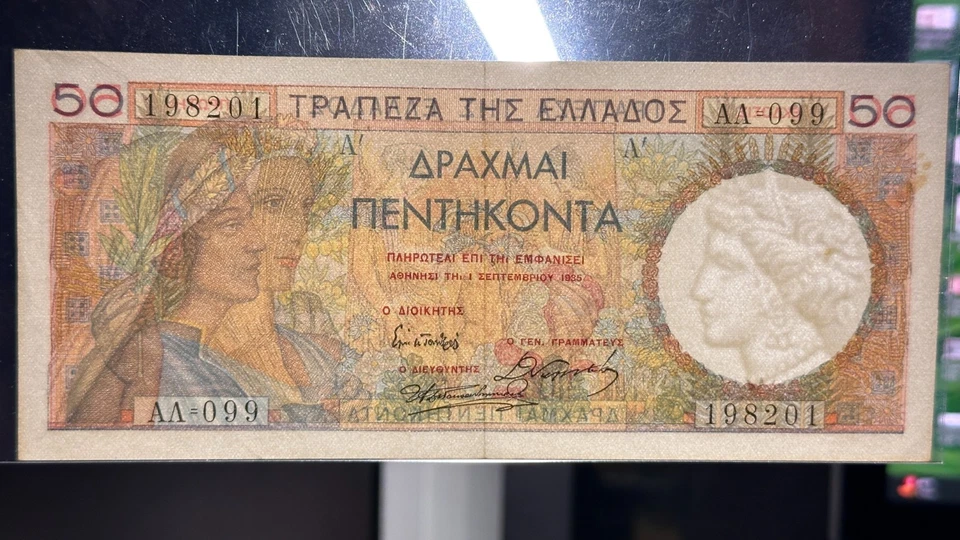 50 198201 ΤΡΑΠΕΖΑ ΤΗΣ ΕΛΛΑΔΟΣ ΑΛ=099 50
Α' Α'
ΔΡΑΧΜΑΙ
ΠΕΝΤΗΚΟΝΤΑ
ΠΛΗΡΩΤΕΑΙ ΕΠΙ ΤΗι ΕΜΦΑΝΙΣΕΙ
ΑΘΗΝΗΣΙ ΤΗι 1 ΣΕΠΤΕΜΒΡΙΟΥ 1935
Ο ΔΙΟΙΚΗΤΗΣ
Ο ΓΕΝ. ΓΡΑΜΜΑΤΕΥΣ
Ο ΔΙΕΥΘΥΝΤΗΣ
ΑΛ=099 198201